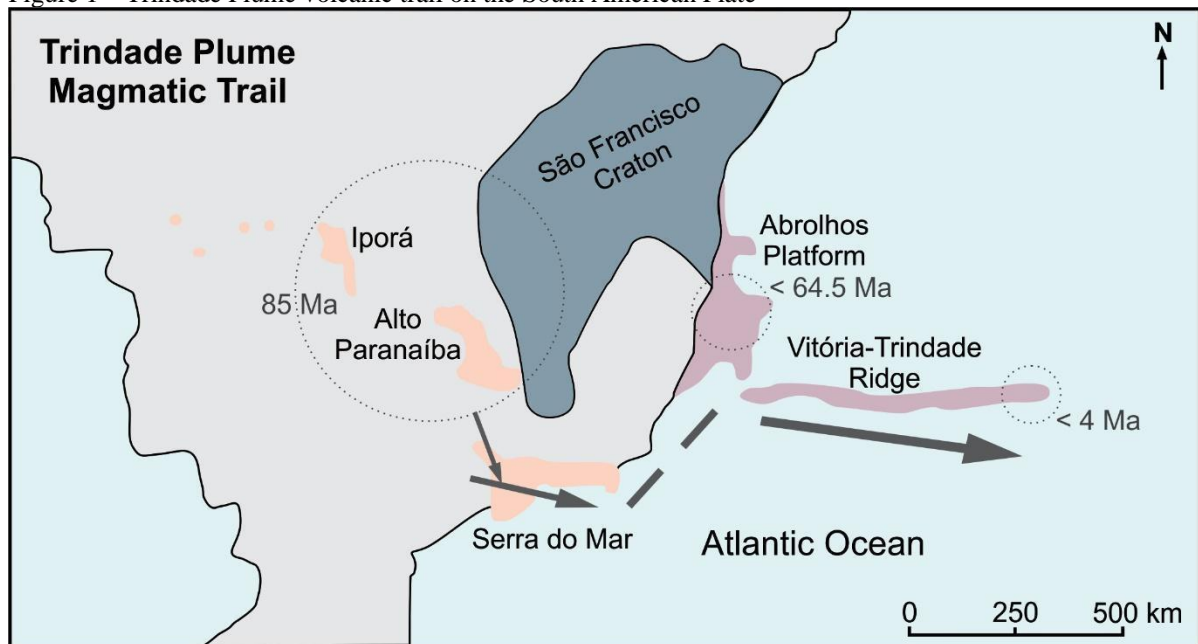 Figure 1 – Trindade Plume volcanic trail on the South American Plate
Trindade Plume
Magmatic Trail
N
São Francisco
Craton
Iporá
85 Ma
Alto
Paranaíba
Abrolhos
Platform
< 64.5 Ma
Vitória-Trindade
Ridge
< 4 Ma
Serra do Mar
Atlantic Ocean
0 250 500 km